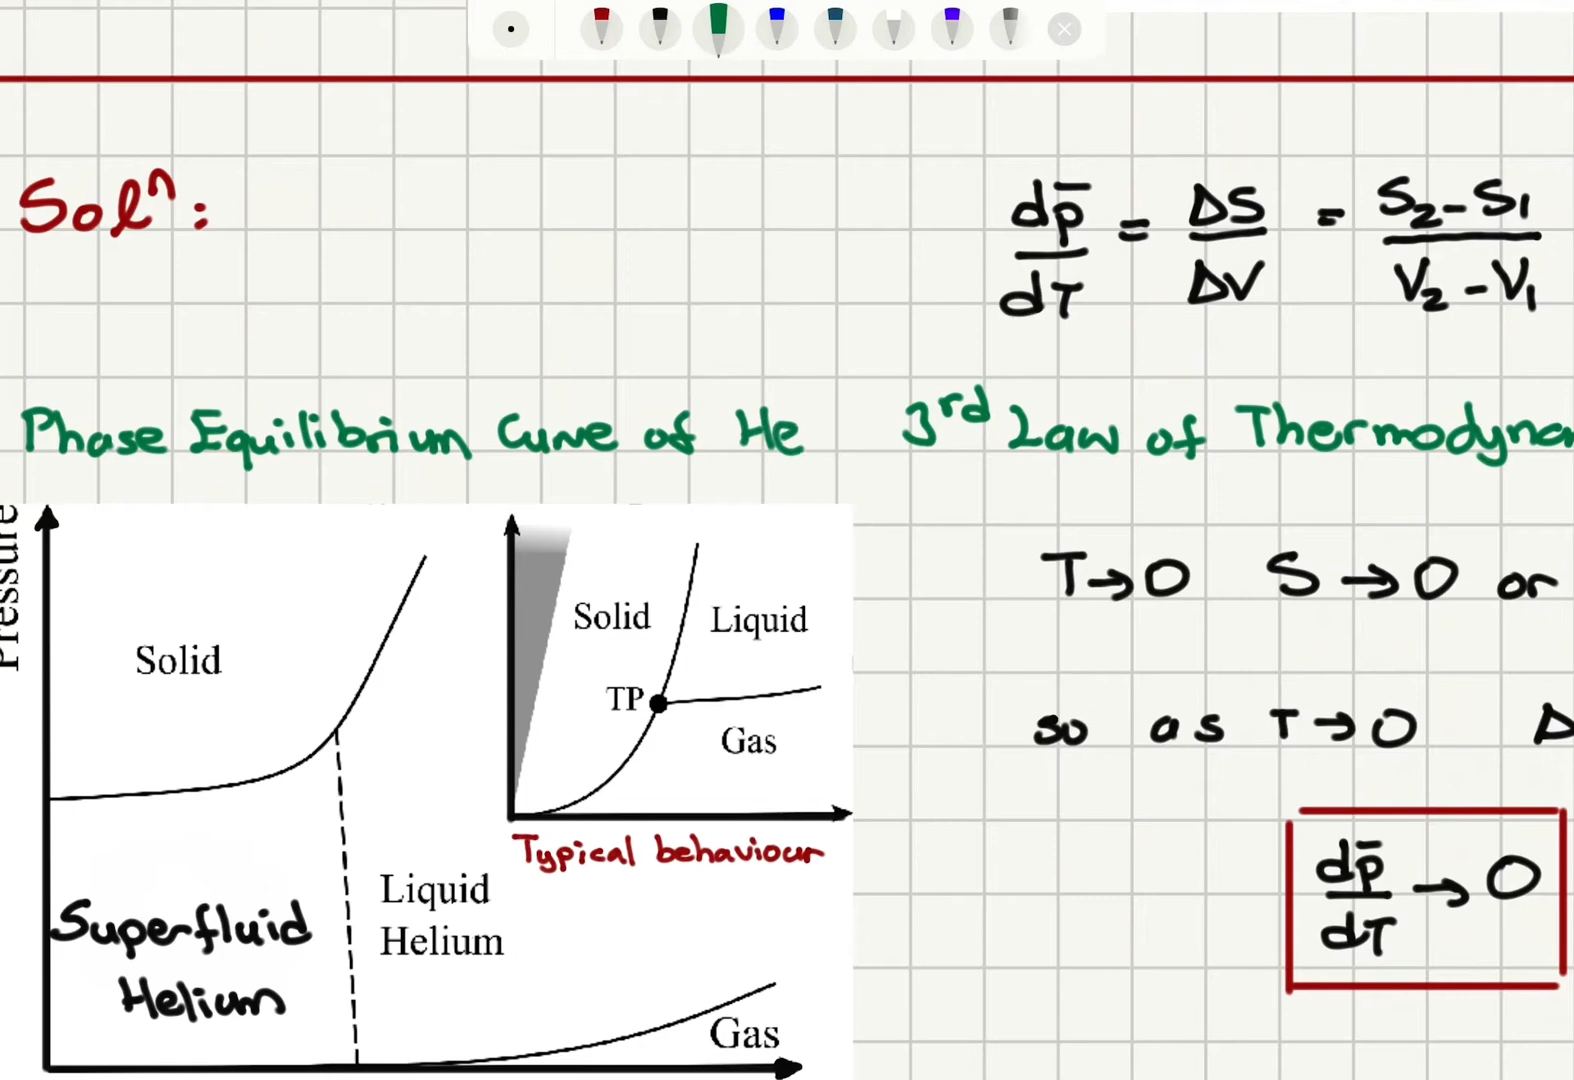 Solⁿ:
dp̄/dT = ΔS/ΔV = S₂-S₁/V₂-V₁
Phase Equilibrium Curve of He
3rd Law of Thermodyna
T→0 S→0 or
so as T→0 Δ
dp̄/dT → 0
Pressure
Solid
Superfluid
Helium
Liquid
Helium
Gas
Solid
Liquid
TP
Gas
Typical behaviour